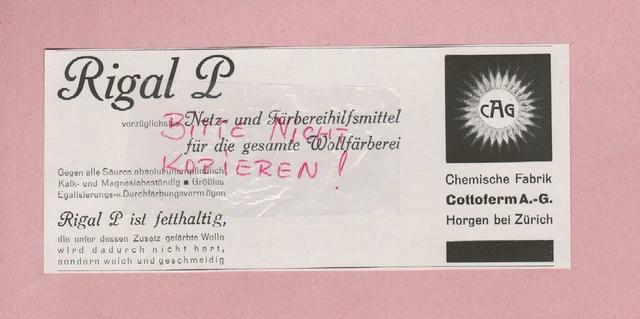 Rigal P
vorzüglichstes Netz- und Färbereihilfsmittel
für die gesamte Wollfärberei
BITTE NICHT
KOPIEREN!
Gegen alle Säuren absolut unempfindlich
Kalk- und Magnesiabeständig ■ Größtes
Egalisierungs- u. Durchfärbungsvermögen
Rigal P ist fetthaltig,
die unter dessen Zusatz gefärbte Wolle
wird dadurch nicht hart,
sondern weich und geschmeidig
CAG
Chemische Fabrik
Cottoferm A.-G.
Horgen bei Zürich